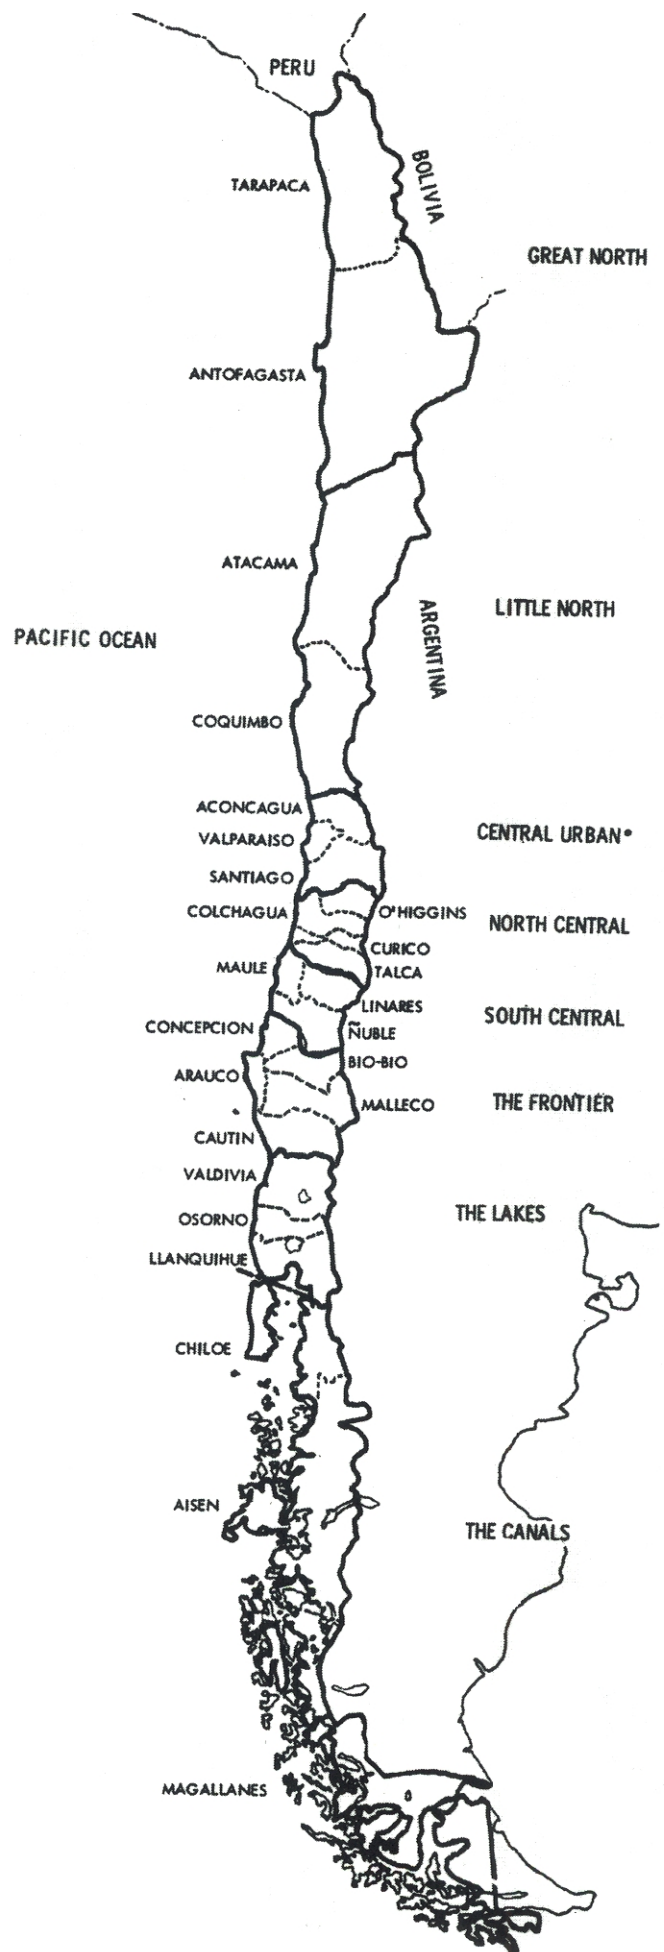 PERU
BOLIVIA
TARAPACA
GREAT NORTH
ANTOFAGASTA
ATACAMA
LITTLE NORTH
ARGENTINA
PACIFIC OCEAN
COQUIMBO
ACONCAGUA
CENTRAL URBAN*
VALPARAISO
SANTIAGO
COLCHAGUA
O'HIGGINS
NORTH CENTRAL
CURICO
MAULE
TALCA
LINARES
SOUTH CENTRAL
CONCEPCION
ÑUBLE
BIO-BIO
ARAUCO
MALLECO
THE FRONTIER
CAUTIN
VALDIVIA
OSORNO
THE LAKES
LLANQUIHUE
CHILOE
AISEN
THE CANALS
MAGALLANES